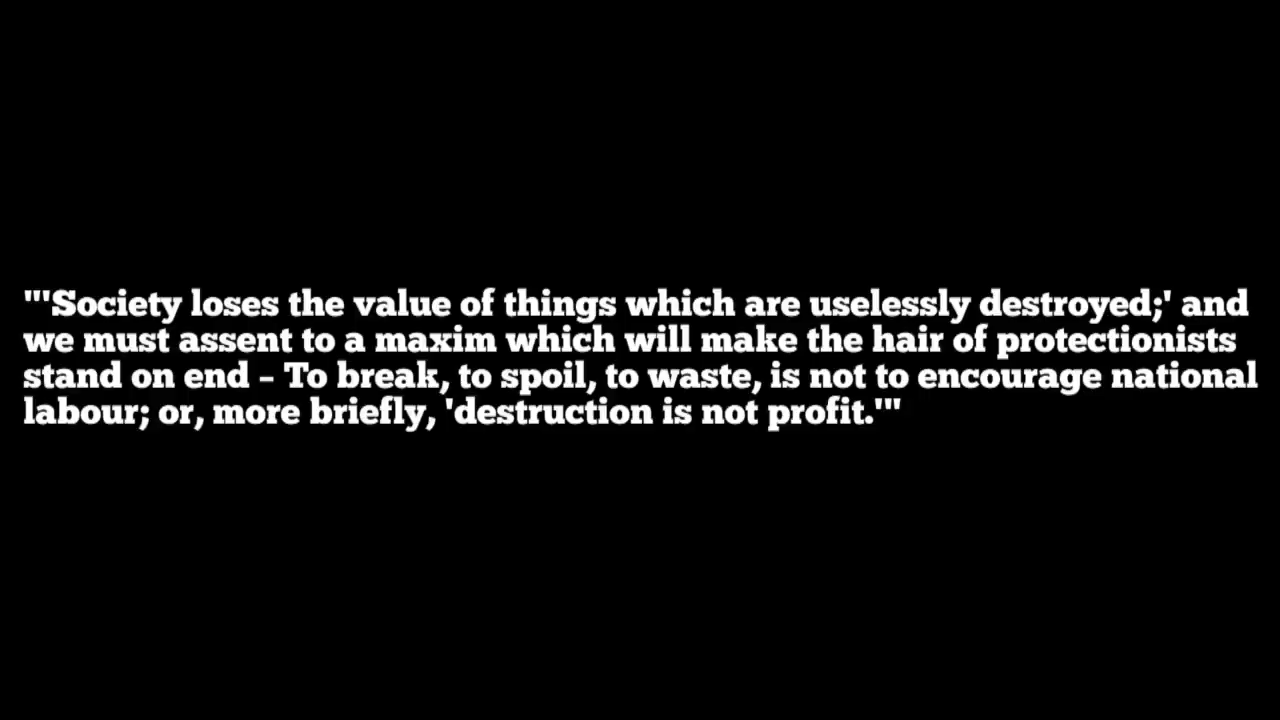 "'Society loses the value of things which are uselessly destroyed;' and
we must assent to a maxim which will make the hair of protectionists
stand on end – To break, to spoil, to waste, is not to encourage national
labour; or, more briefly, 'destruction is not profit.'"